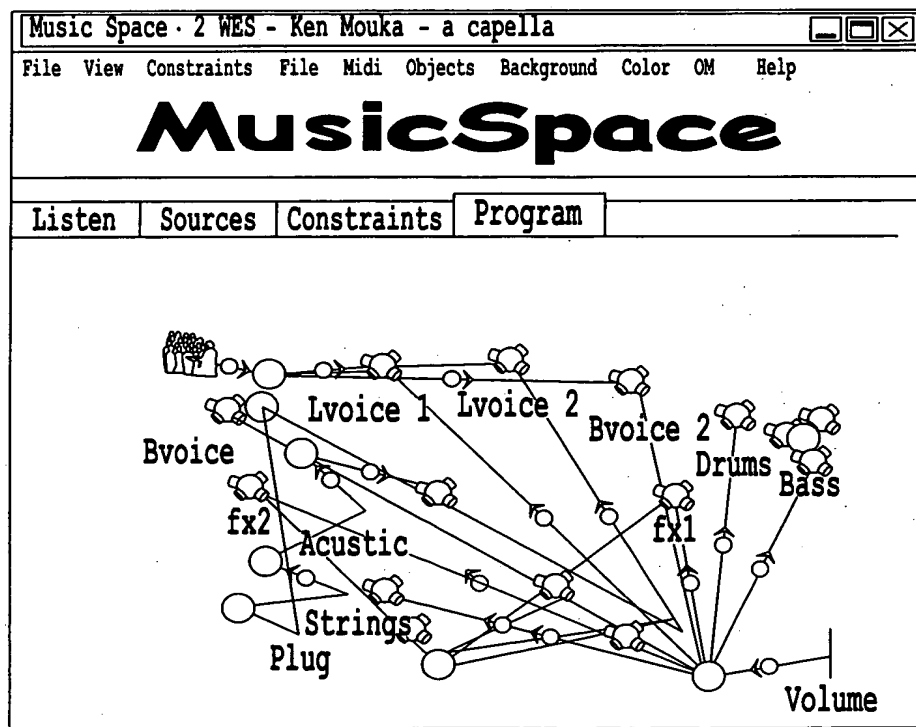 Music Space · 2 WES – Ken Mouka – a capella
File View Constraints File Midi Objects Background Color OM Help
MusicSpace
Listen Sources Constraints Program
Lvoice 1 Lvoice 2
Bvoice 2
Bvoice Drums Bass
fx2 fx1
Acustic
Strings
Plug
Volume